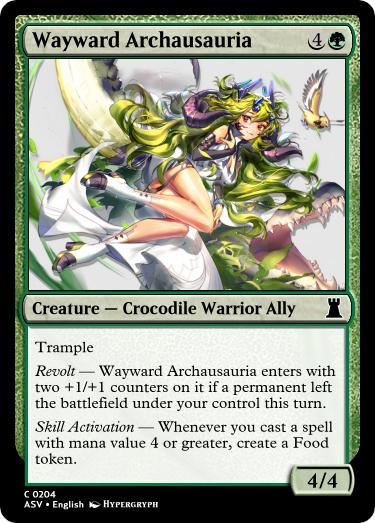 Wayward Archausauria 4
Creature — Crocodile Warrior Ally
Trample
Revolt — Wayward Archausauria enters with
two +1/+1 counters on it if a permanent left
the battlefield under your control this turn.
Skill Activation — Whenever you cast a spell
with mana value 4 or greater, create a Food
token.
4/4
C 0204
ASV • English HYPERGRYPH